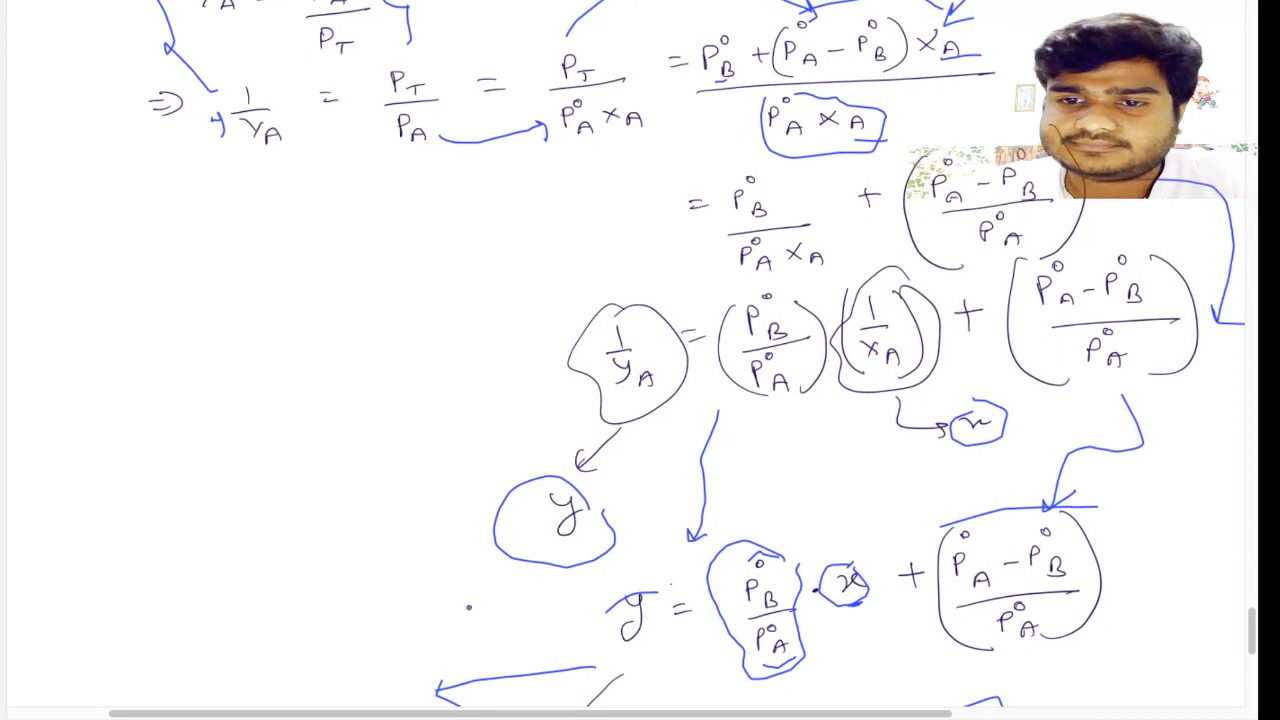 P_T
⇒ 1/y_A = P_T/P_A = P_T/(P°_A x_A) = (P°_B + (P°_A − P°_B) x_A)/(P°_A x_A)
= P°_B/(P°_A x_A) + ((P°_A − P°_B)/P°_A)
1/y_A = (P°_B/P°_A) (1/x_A) + ((P°_A − P°_B)/P°_A)
x
y
y = P°_B/P°_A · x + ((P°_A − P°_B)/P°_A)